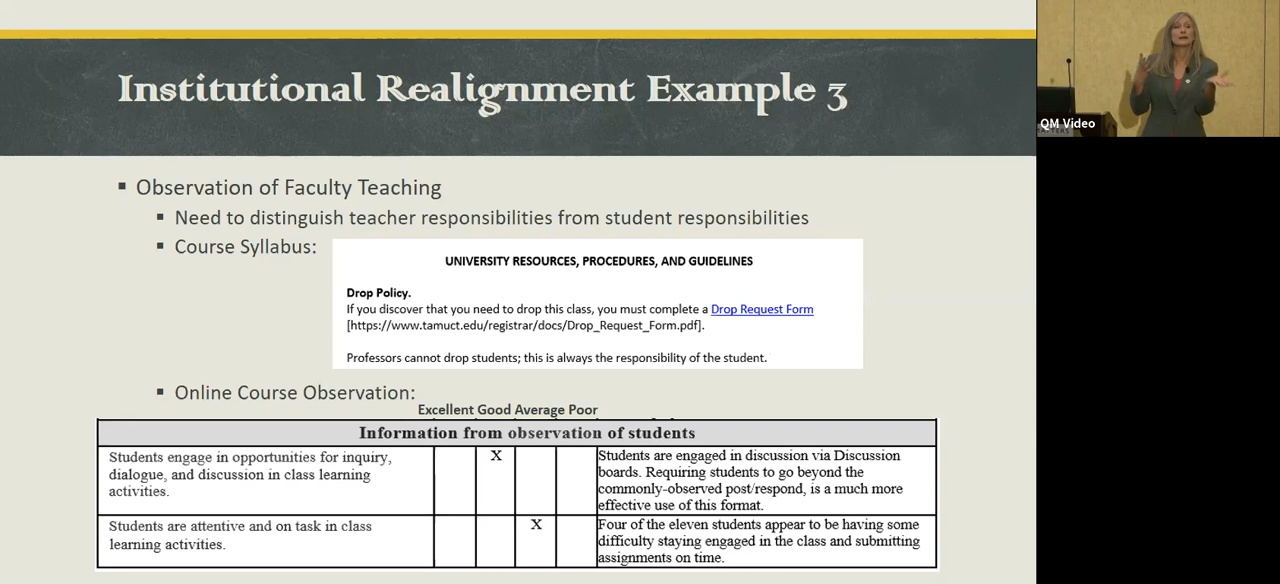 Institutional Realignment Example 3
QM Video
▪ Observation of Faculty Teaching
▪ Need to distinguish teacher responsibilities from student responsibilities
▪ Course Syllabus:
UNIVERSITY RESOURCES, PROCEDURES, AND GUIDELINES
Drop Policy.
If you discover that you need to drop this class, you must complete a Drop Request Form
[https://www.tamuct.edu/registrar/docs/Drop_Request_Form.pdf].
Professors cannot drop students; this is always the responsibility of the student.
▪ Online Course Observation:
Excellent Good Average Poor
Information from observation of students
Students engage in opportunities for inquiry,
dialogue, and discussion in class learning
activities.
X
Students are engaged in discussion via Discussion
boards. Requiring students to go beyond the
commonly-observed post/respond, is a much more
effective use of this format.
Students are attentive and on task in class
learning activities.
X
Four of the eleven students appear to be having some
difficulty staying engaged in the class and submitting
assignments on time.